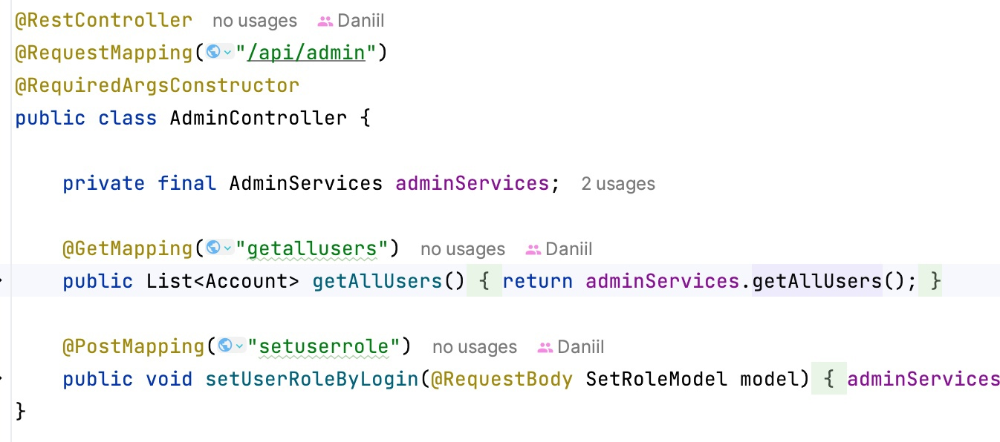 @RestController no usages Daniil
@RequestMapping("/api/admin")
@RequiredArgsConstructor
public class AdminController {
private final AdminServices adminServices; 2 usages
@GetMapping("getallusers") no usages Daniil
public List<Account> getAllUsers() { return adminServices.getAllUsers(); }
@PostMapping("setuserrole") no usages Daniil
public void setUserRoleByLogin(@RequestBody SetRoleModel model) { adminServices
}